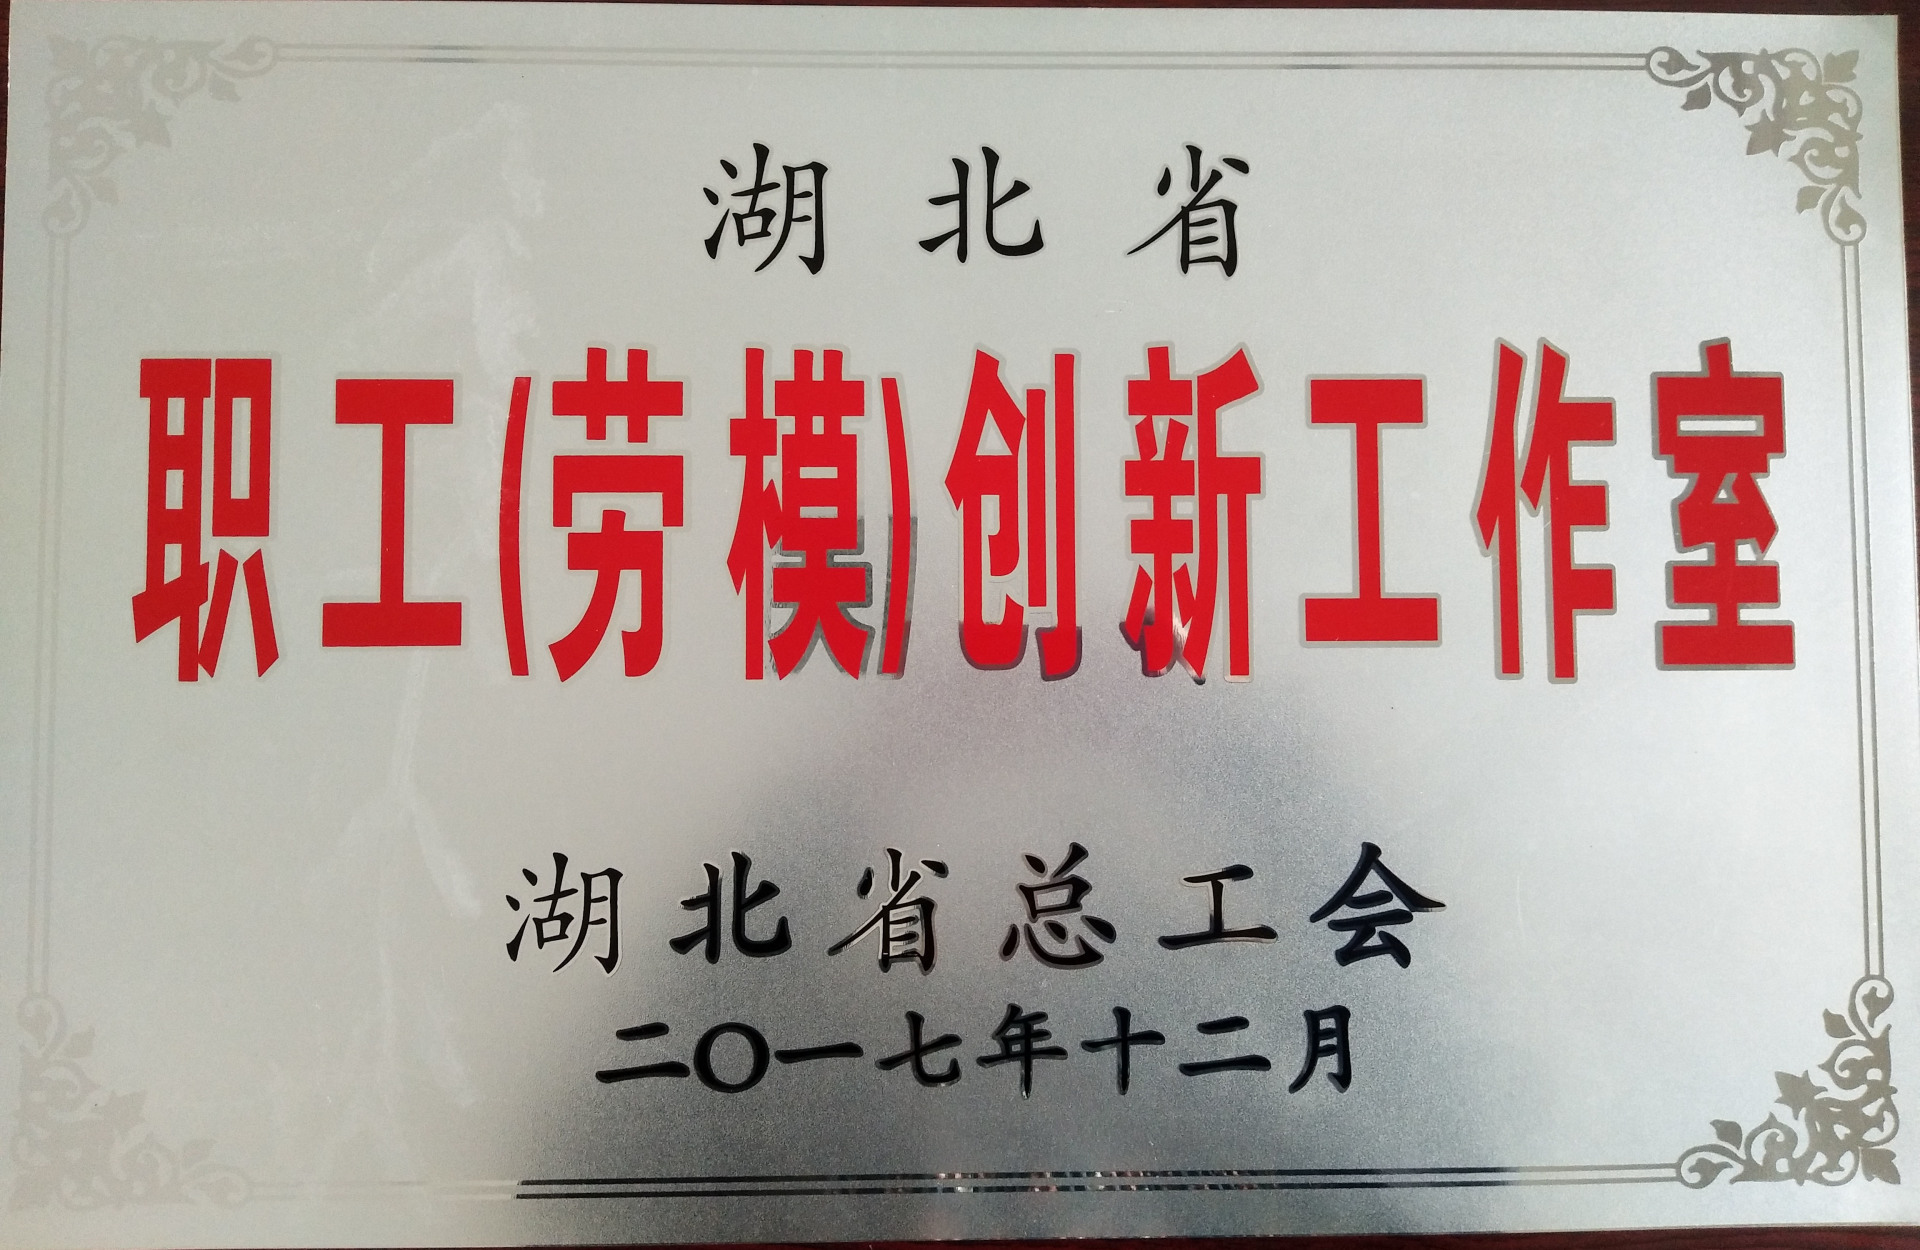 湖北省
职工(劳模)创新工作室
湖北省总工会
二〇一七年十二月